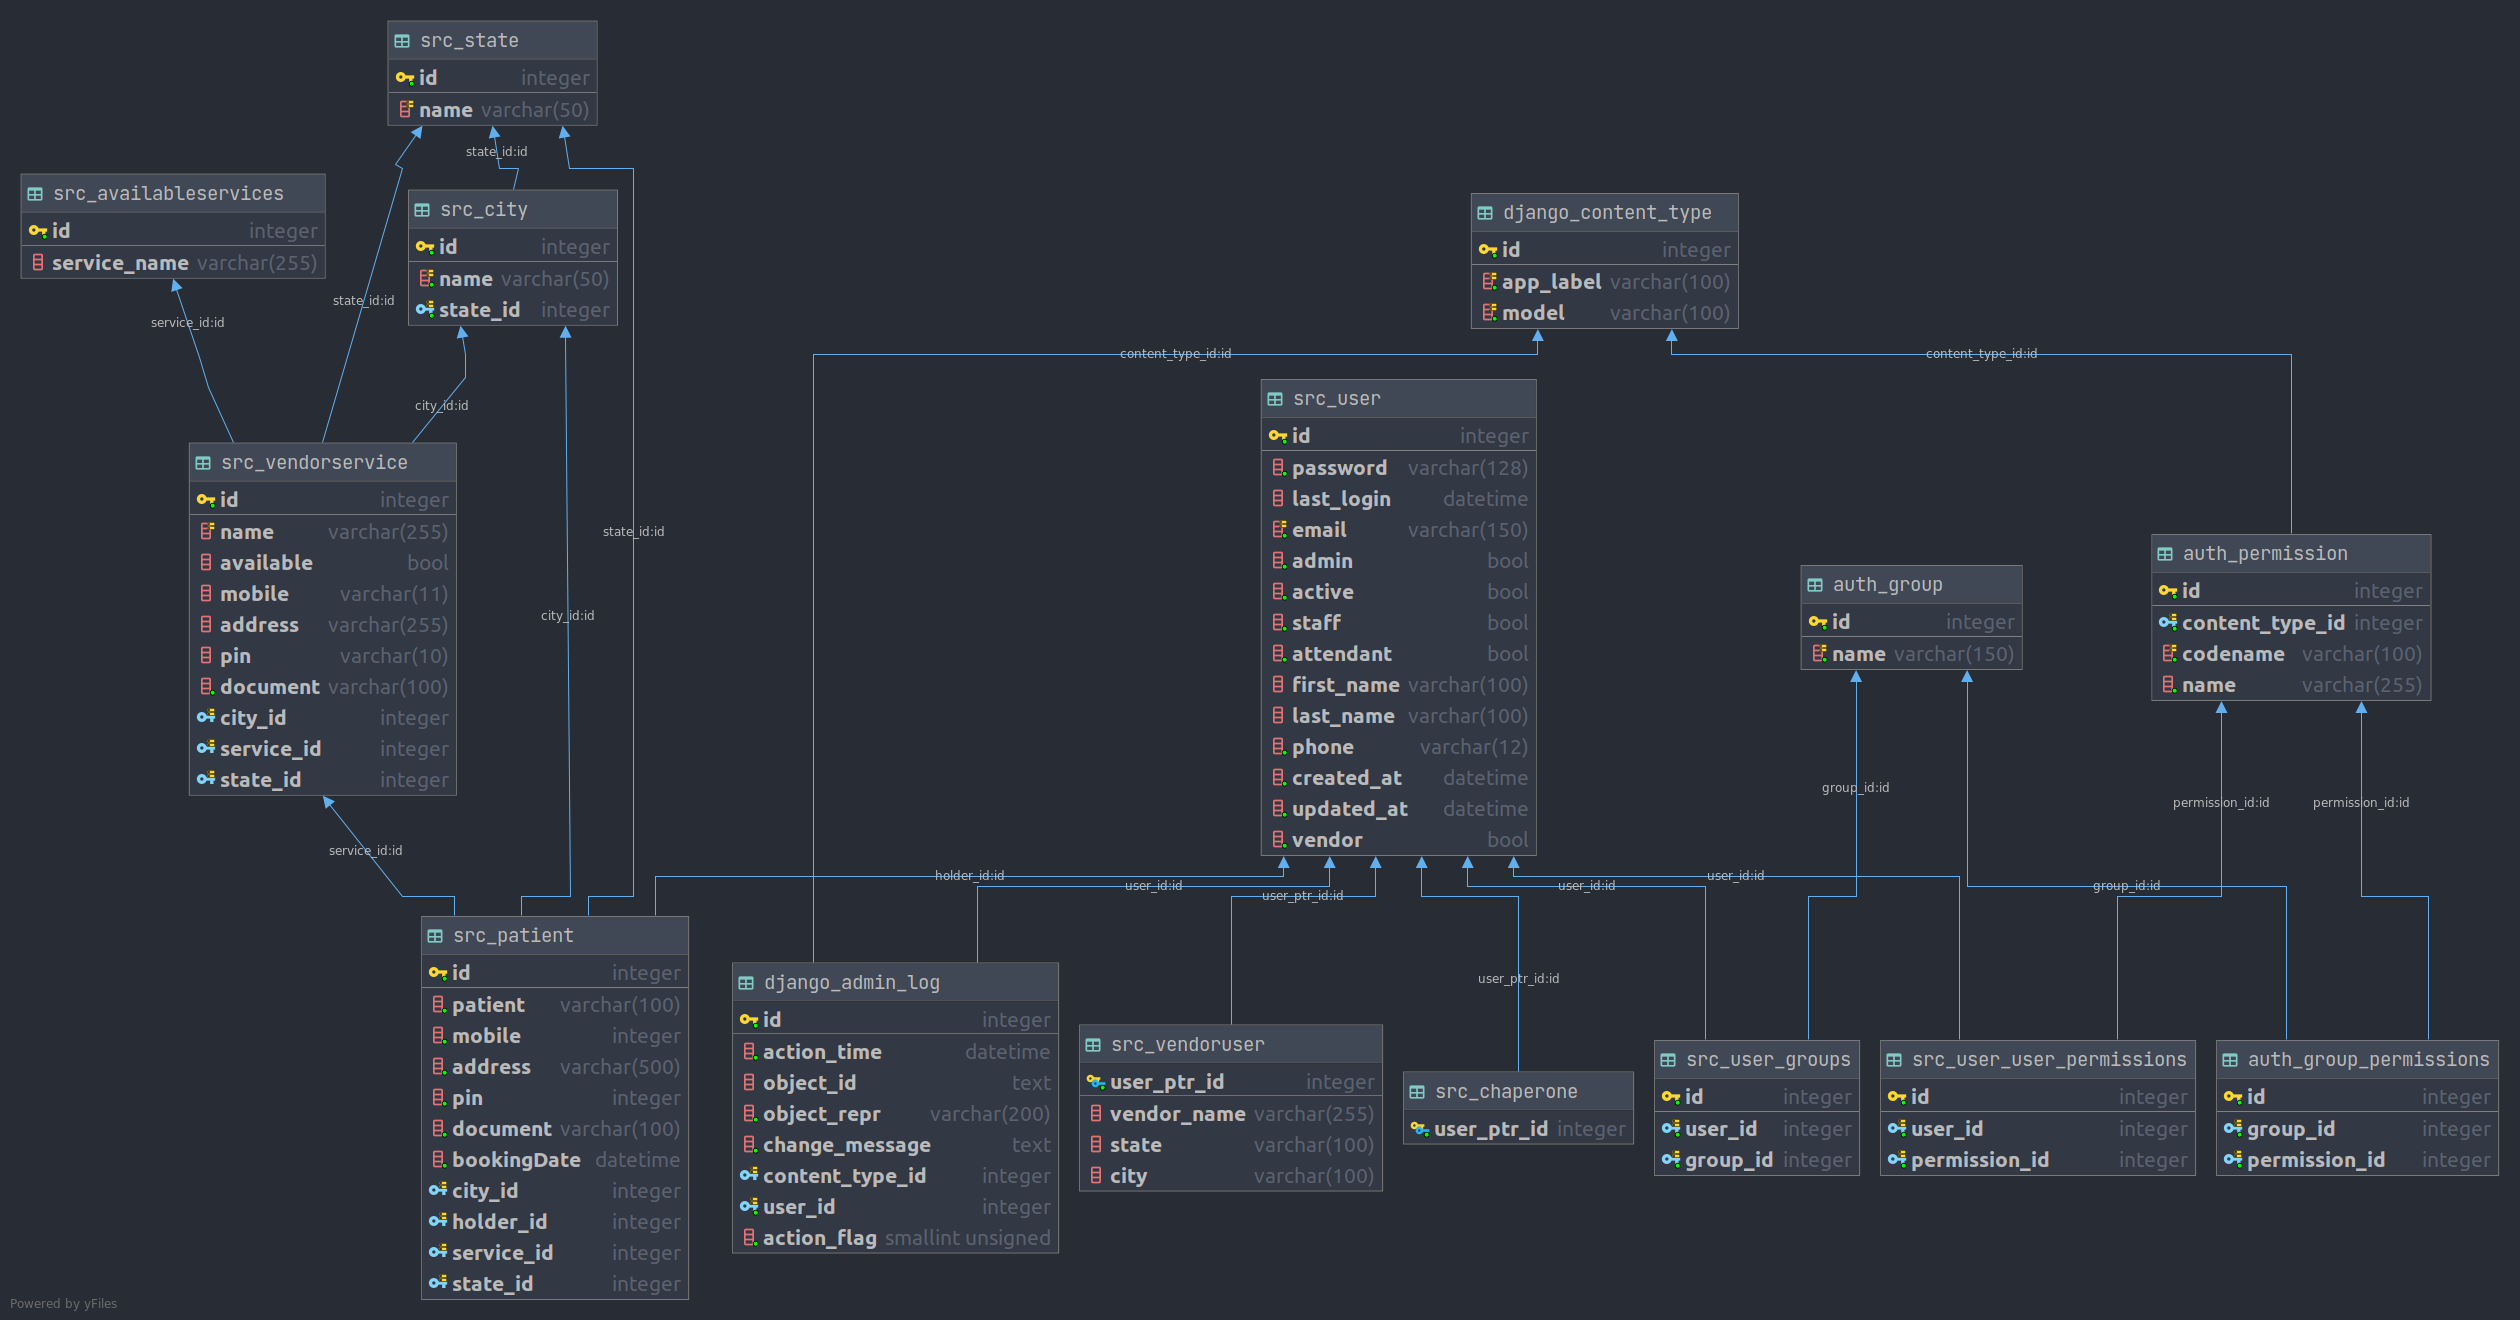 src_state
id integer
name varchar(50)
state_id:id
src_availableservices
id integer
service_name varchar(255)
src_city
id integer
name varchar(50)
state_id integer
state_id:id
service_id:id
city_id:id
src_vendorservice
id integer
name varchar(255)
available bool
mobile varchar(11)
address varchar(255)
pin varchar(10)
document varchar(100)
city_id integer
service_id integer
state_id integer
state_id:id
city_id:id
service_id:id
src_patient
id integer
patient varchar(100)
mobile integer
address varchar(500)
pin integer
document varchar(100)
bookingDate datetime
city_id integer
holder_id integer
service_id integer
state_id integer
django_content_type
id integer
app_label varchar(100)
model varchar(100)
content_type_id:id
content_type_id:id
src_user
id integer
password varchar(128)
last_login datetime
email varchar(150)
admin bool
active bool
staff bool
attendant bool
first_name varchar(100)
last_name varchar(100)
phone varchar(12)
created_at datetime
updated_at datetime
vendor bool
auth_group
id integer
name varchar(150)
auth_permission
id integer
content_type_id integer
codename varchar(100)
name varchar(255)
group_id:id
permission_id:id
permission_id:id
holder_id:id
user_id:id
user_ptr_id:id
user_id:id
user_id:id
group_id:id
user_ptr_id:id
django_admin_log
id integer
action_time datetime
object_id text
object_repr varchar(200)
change_message text
content_type_id integer
user_id integer
action_flag smallint unsigned
src_vendoruser
user_ptr_id integer
vendor_name varchar(255)
state varchar(100)
city varchar(100)
src_chaperone
user_ptr_id integer
src_user_groups
id integer
user_id integer
group_id integer
src_user_user_permissions
id integer
user_id integer
permission_id integer
auth_group_permissions
id integer
group_id integer
permission_id integer
Powered by yFiles